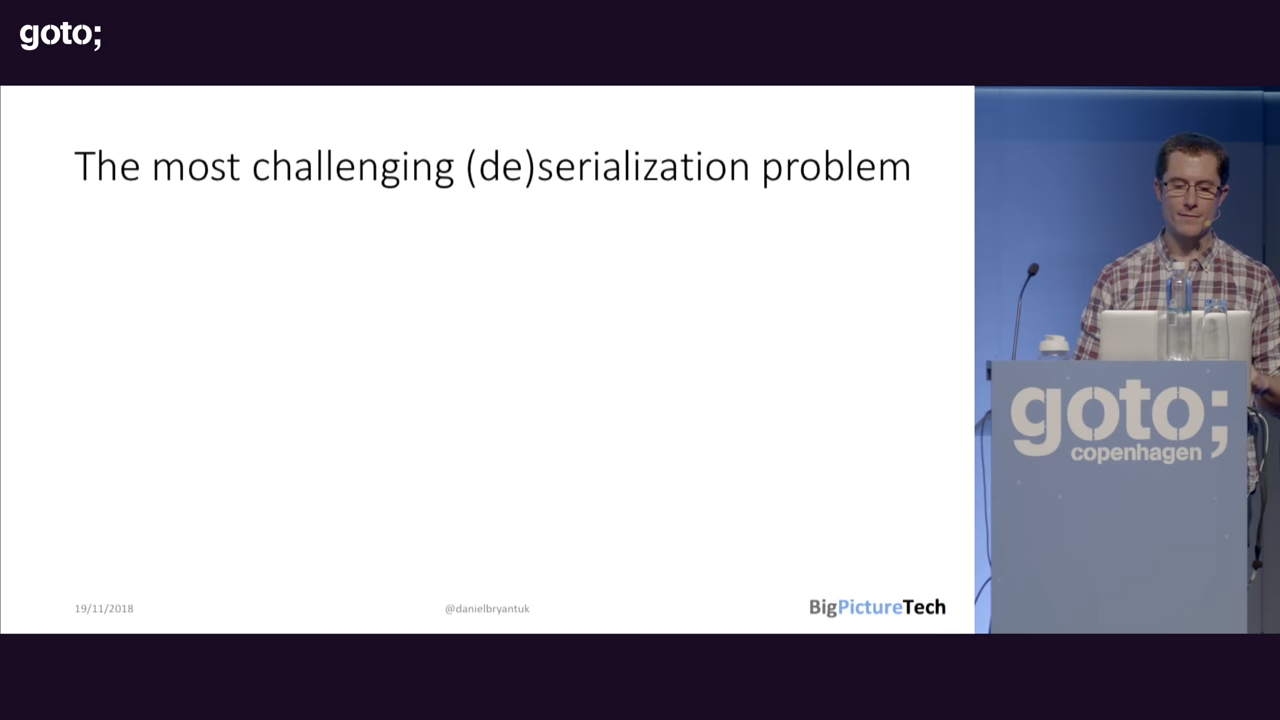 goto;
The most challenging (de)serialization problem
19/11/2018
@danielbryantuk
BigPictureTech
goto;
copenhagen